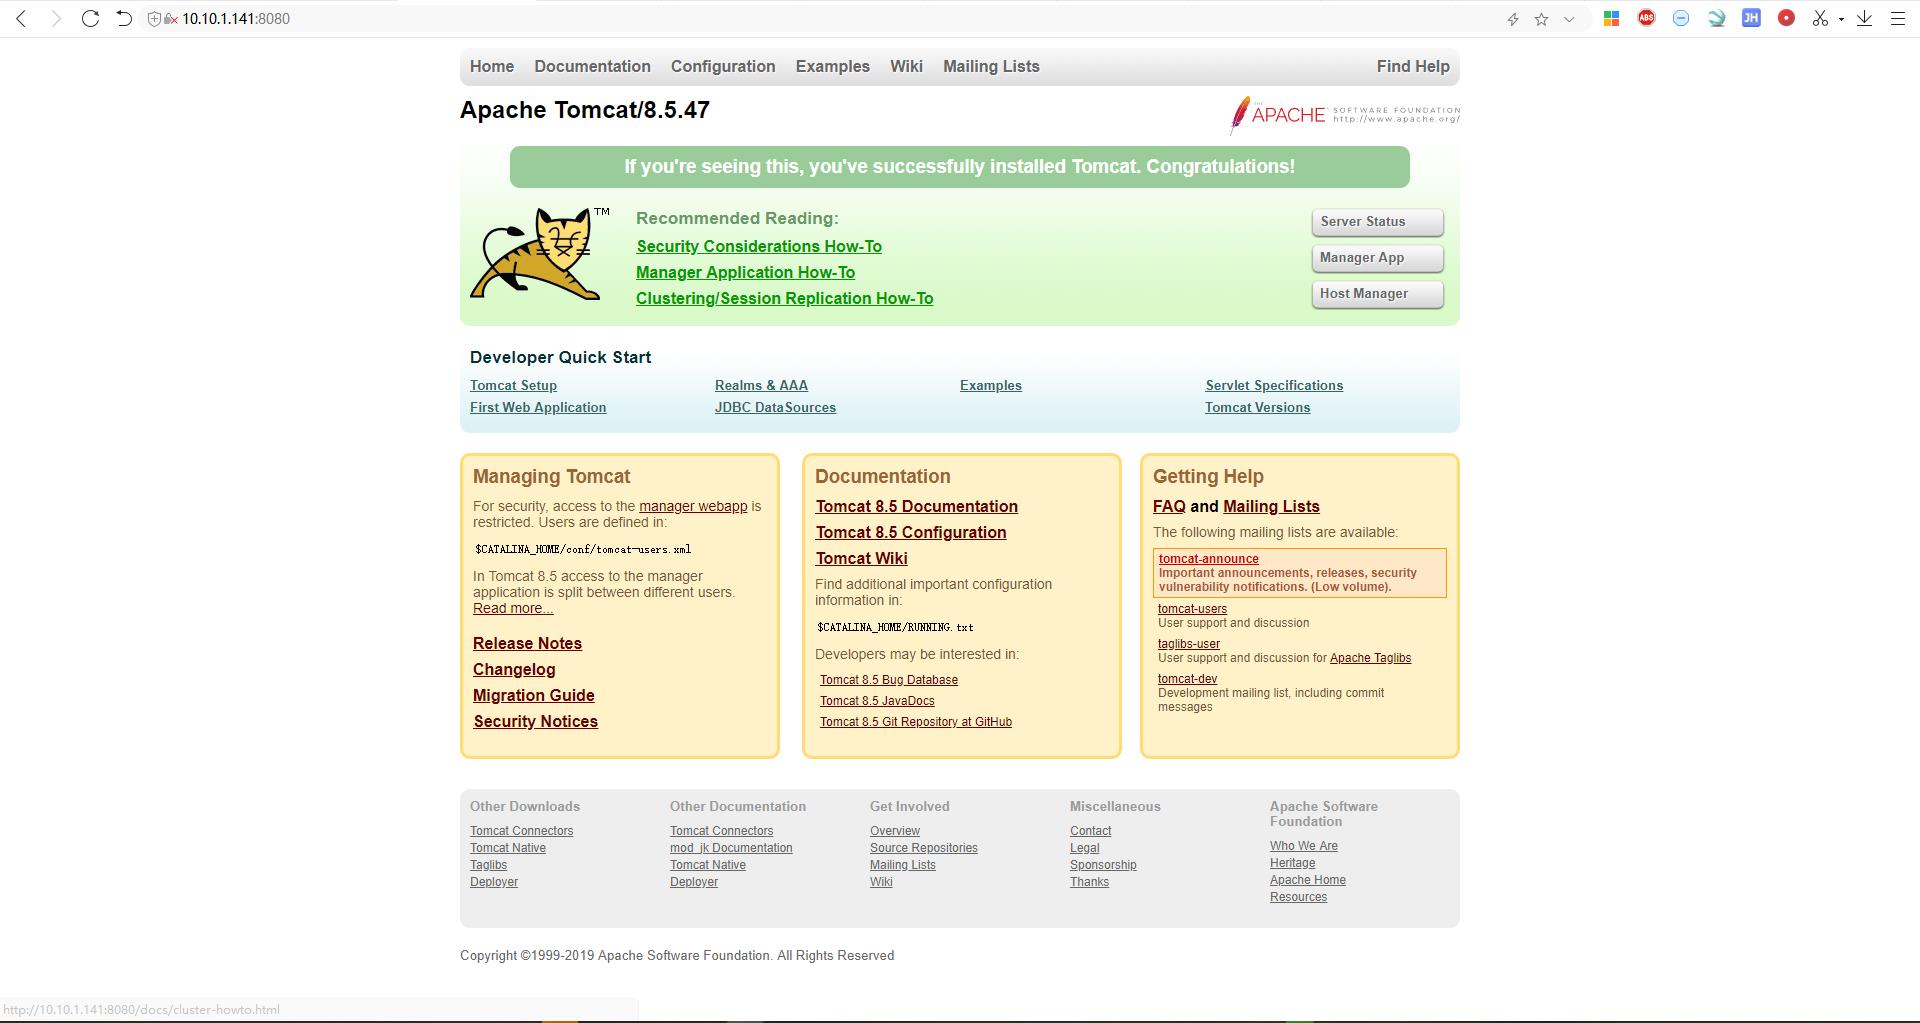 10.10.1.141:8080
ABS
JH
Home Documentation Configuration Examples Wiki Mailing Lists Find Help
Apache Tomcat/8.5.47
THE APACHE SOFTWARE FOUNDATION
http://www.apache.org/
If you're seeing this, you've successfully installed Tomcat. Congratulations!
TM
Recommended Reading:
Security Considerations How-To
Manager Application How-To
Clustering/Session Replication How-To
Server Status
Manager App
Host Manager
Developer Quick Start
Tomcat Setup
First Web Application
Realms & AAA
JDBC DataSources
Examples
Servlet Specifications
Tomcat Versions
Managing Tomcat
For security, access to the manager webapp is
restricted. Users are defined in:
$CATALINA_HOME/conf/tomcat-users.xml
In Tomcat 8.5 access to the manager
application is split between different users.
Read more...
Release Notes
Changelog
Migration Guide
Security Notices
Documentation
Tomcat 8.5 Documentation
Tomcat 8.5 Configuration
Tomcat Wiki
Find additional important configuration
information in:
$CATALINA_HOME/RUNNING.txt
Developers may be interested in:
Tomcat 8.5 Bug Database
Tomcat 8.5 JavaDocs
Tomcat 8.5 Git Repository at GitHub
Getting Help
FAQ and Mailing Lists
The following mailing lists are available:
tomcat-announce
Important announcements, releases, security
vulnerability notifications. (Low volume).
tomcat-users
User support and discussion
taglibs-user
User support and discussion for Apache Taglibs
tomcat-dev
Development mailing list, including commit
messages
Other Downloads
Tomcat Connectors
Tomcat Native
Taglibs
Deployer
Other Documentation
Tomcat Connectors
mod_jk Documentation
Tomcat Native
Deployer
Get Involved
Overview
Source Repositories
Mailing Lists
Wiki
Miscellaneous
Contact
Legal
Sponsorship
Thanks
Apache Software
Foundation
Who We Are
Heritage
Apache Home
Resources
Copyright ©1999-2019 Apache Software Foundation. All Rights Reserved
http://10.10.1.141:8080/docs/cluster-howto.html